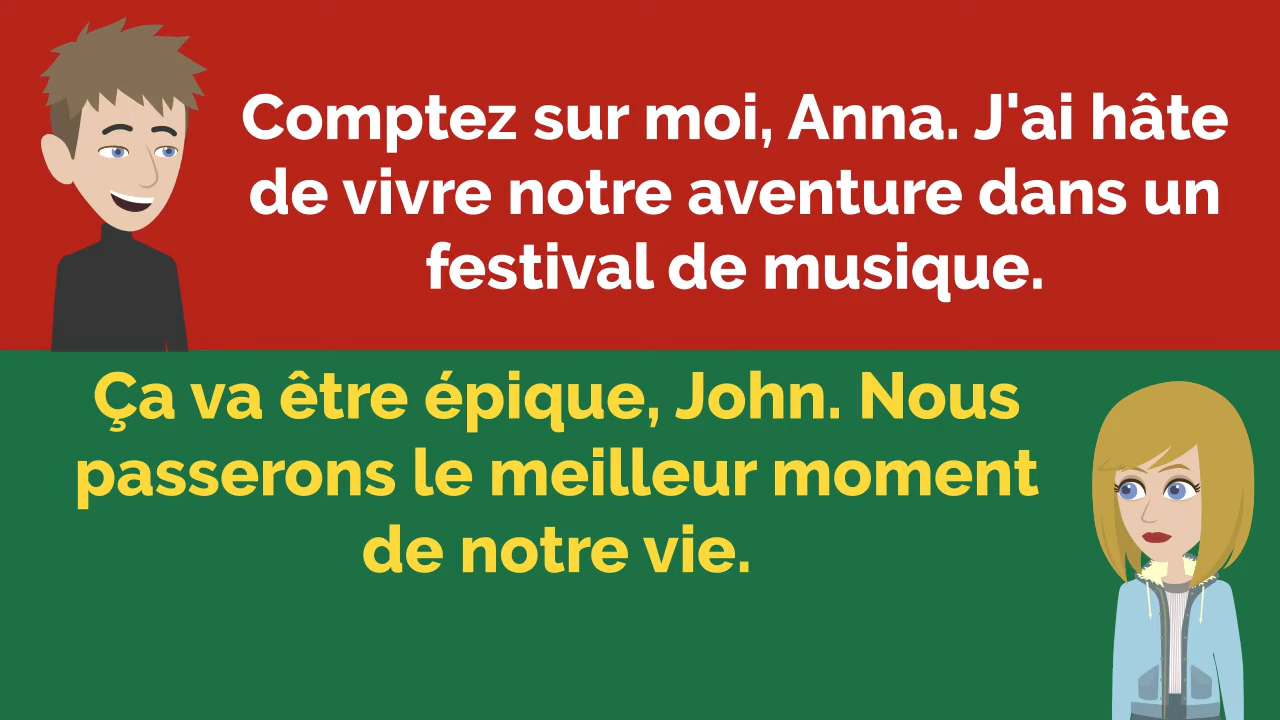 Comptez sur moi, Anna. J'ai hâte
de vivre notre aventure dans un
festival de musique.
Ça va être épique, John. Nous
passerons le meilleur moment
de notre vie.